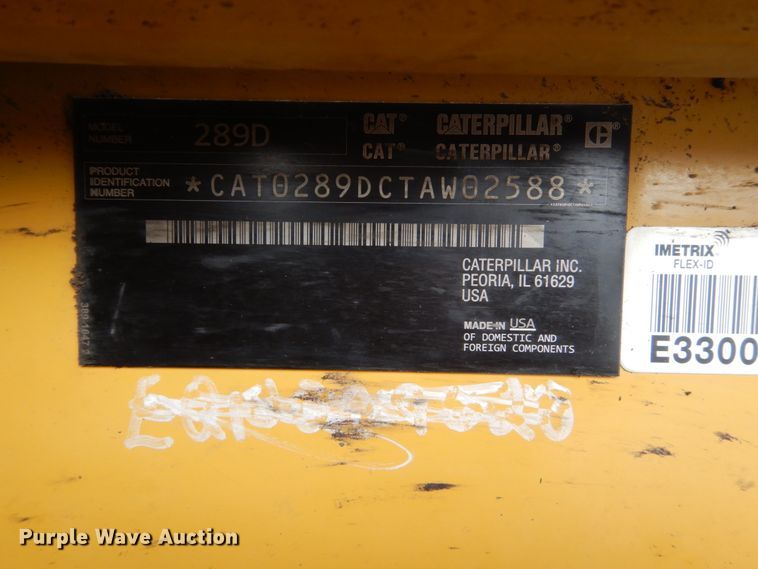 MODEL NUMBER 289D CAT® CATERPILLAR® C®
CAT® CATERPILLAR®
PRODUCT IDENTIFICATION NUMBER *CAT0289DCTAW02588*
CATERPILLAR INC.
PEORIA, IL 61629
USA
MADE IN USA
OF DOMESTIC AND
FOREIGN COMPONENTS
IMETRIX
FLEX-ID
E3300
Purple Wave Auction